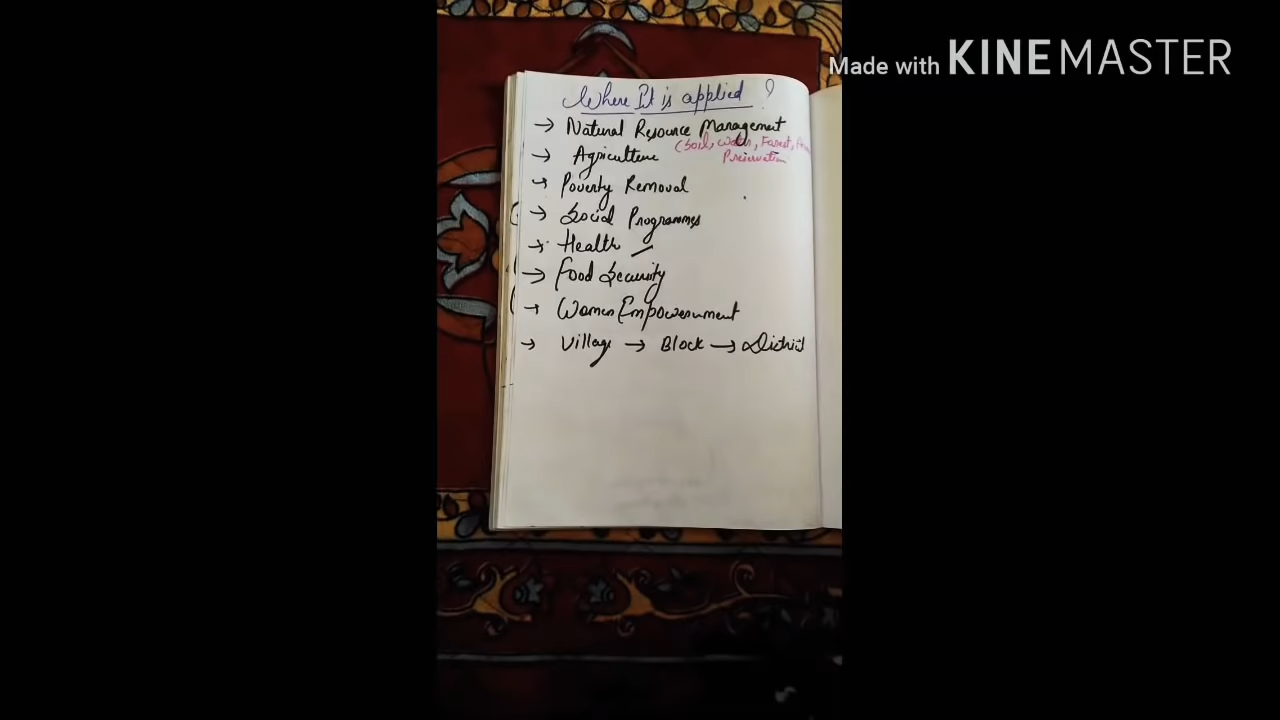 Made with KINEMASTER
Where It is applied ?
→ Natural Resource Management
(Soil, Water, Forest,
Preservation
→ Agriculture
→ Poverty Removal
→ Social Programmes
→ Health
→ Food Security
→ Women Empowerment
→ Village → Block → District